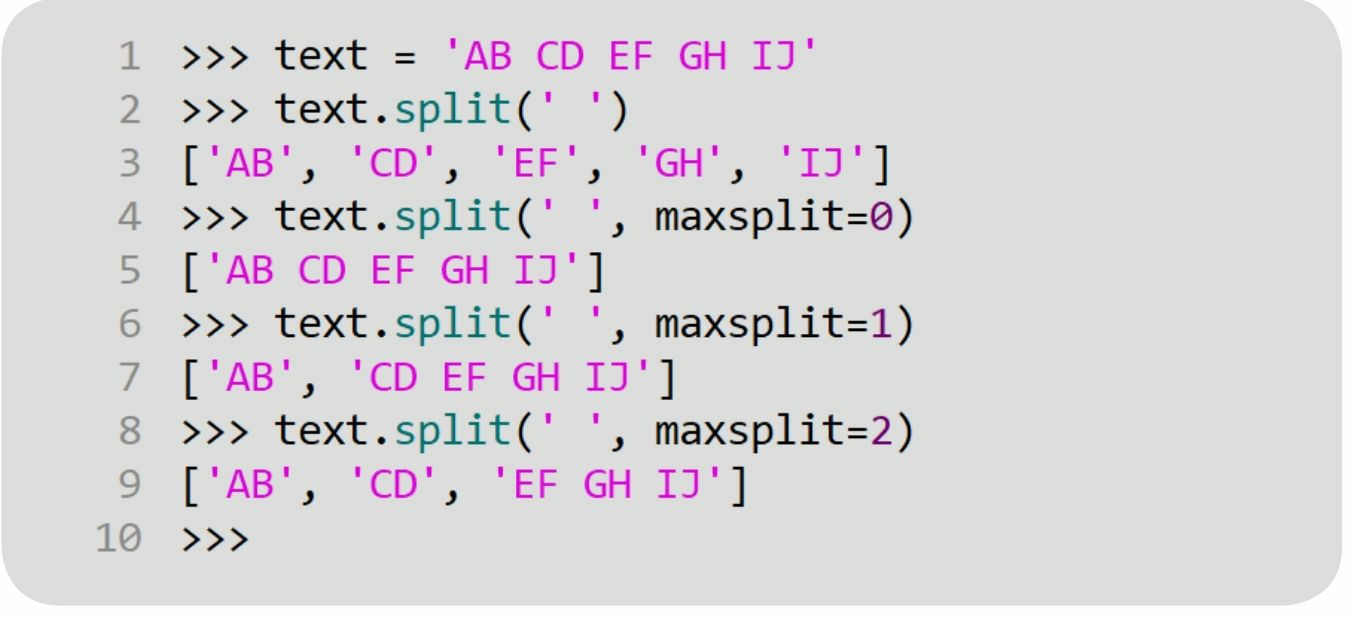 1 >>> text = 'AB CD EF GH IJ'
2 >>> text.split(' ')
3 ['AB', 'CD', 'EF', 'GH', 'IJ']
4 >>> text.split(' ', maxsplit=0)
5 ['AB CD EF GH IJ']
6 >>> text.split(' ', maxsplit=1)
7 ['AB', 'CD EF GH IJ']
8 >>> text.split(' ', maxsplit=2)
9 ['AB', 'CD', 'EF GH IJ']
10 >>>